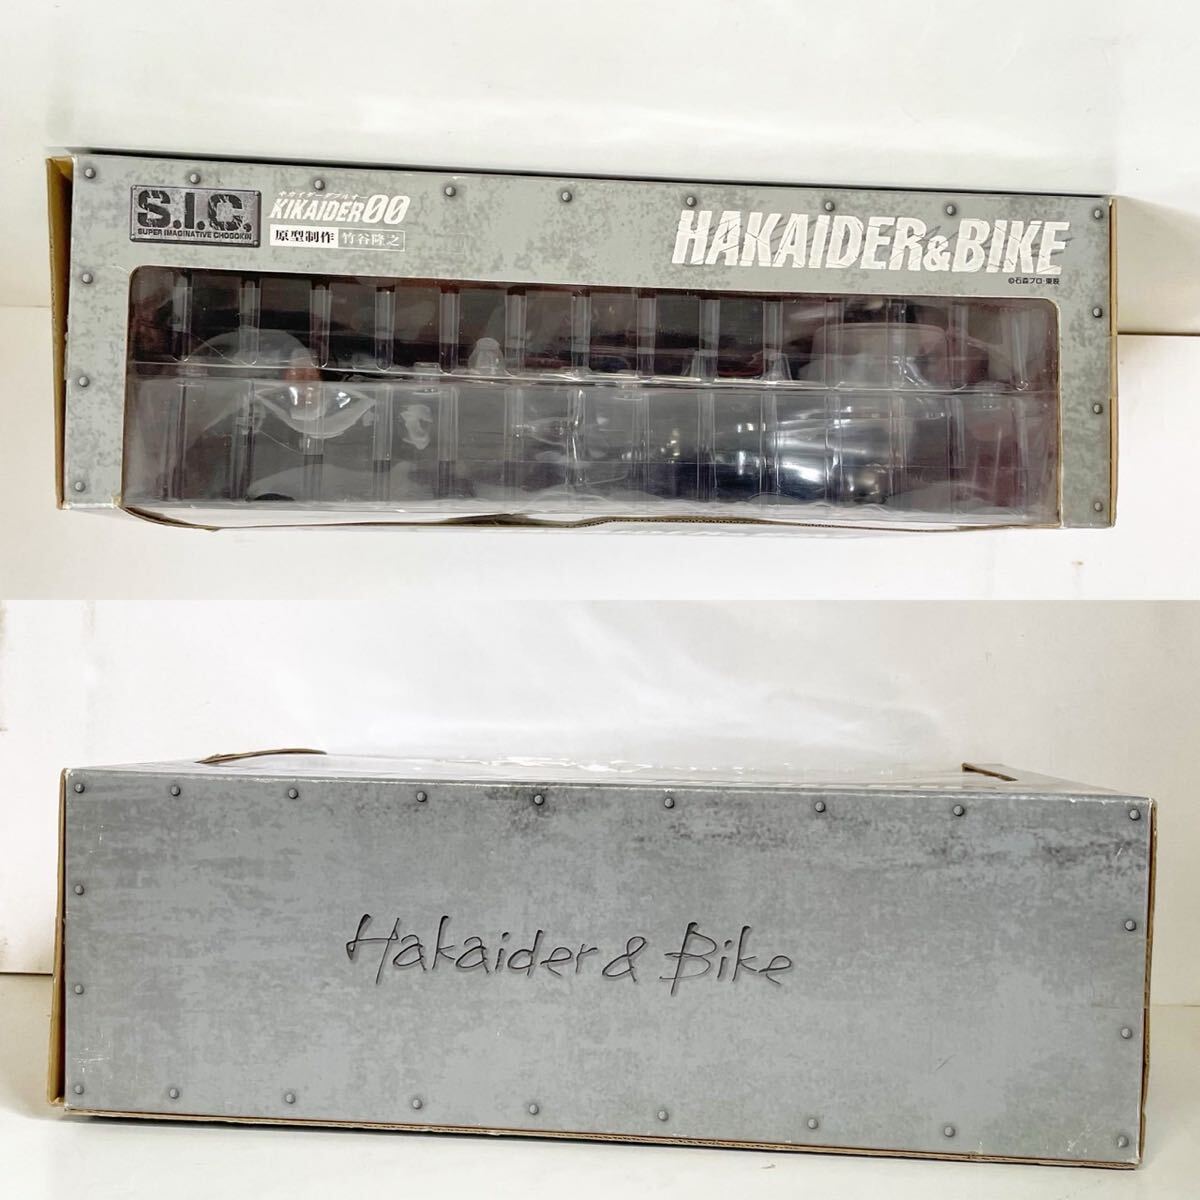 S.I.C.
SUPER IMAGINATIVE CHOGOKIN
キカイダーダブルオー
KIKAIDER00
原型制作 竹谷隆之
HAKAIDER&BIKE
©石森プロ・東映
Hakaider & Bike